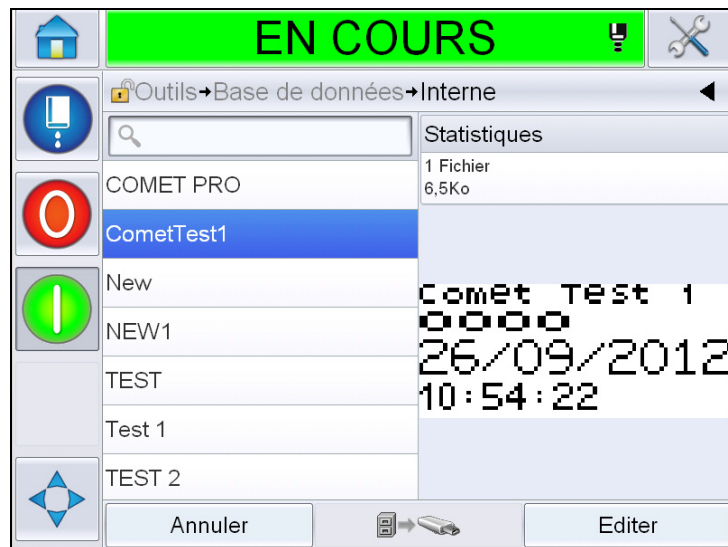 EN COURS
Outils→Base de données→Interne
Statistiques
1 Fichier
6,5Ko
COMET PRO
CometTest1
New
NEW1
TEST
Test 1
TEST 2
Comet Test 1
0000
26/09/2012
10:54:22
Annuler
Editer